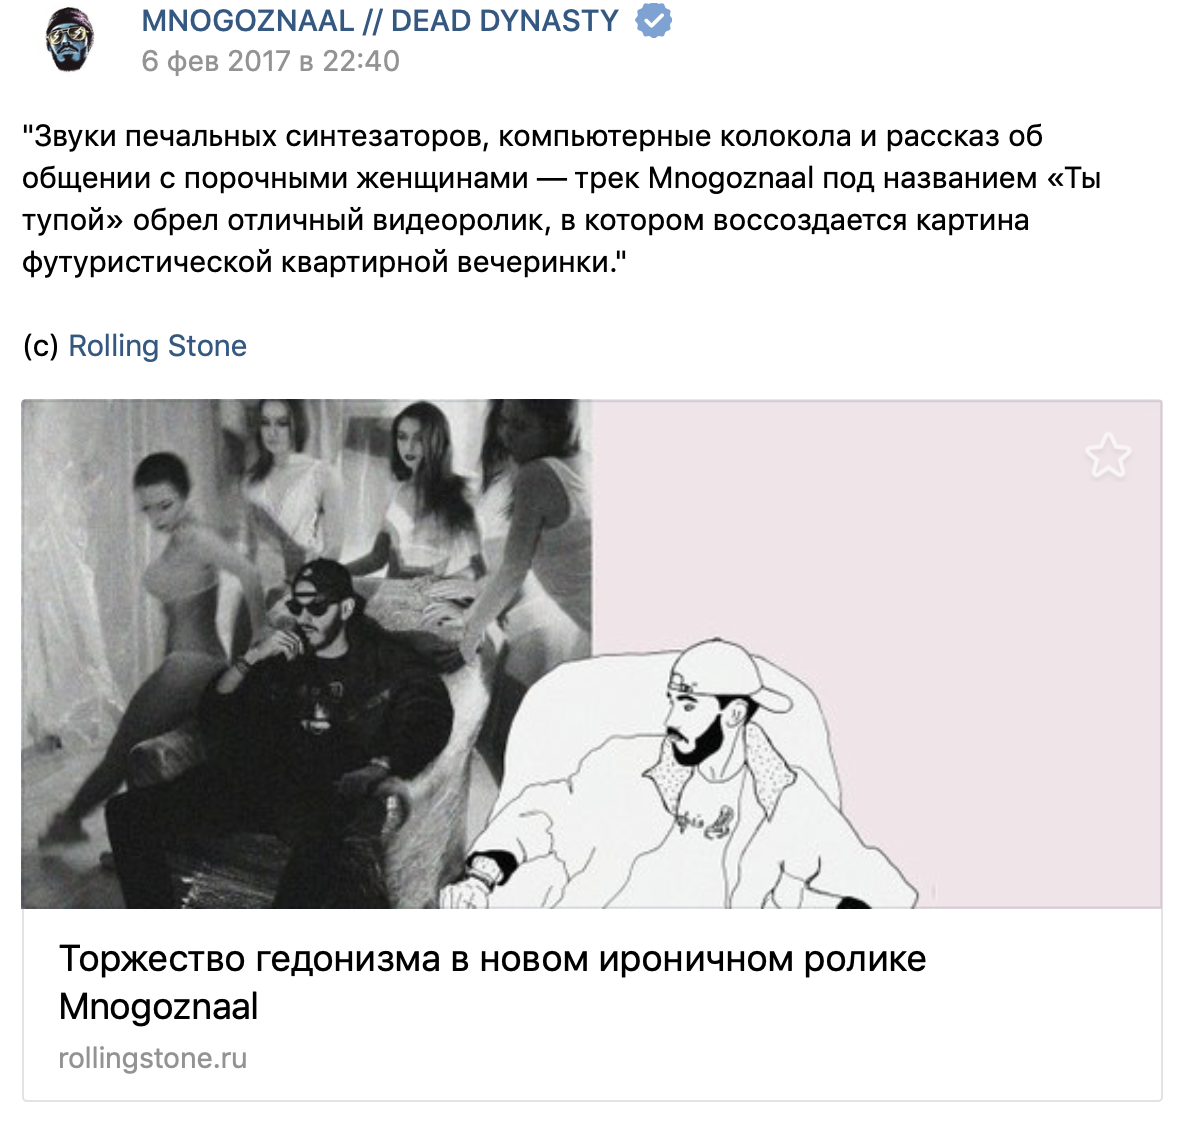 MNOGOZNAAL // DEAD DYNASTY
6 фев 2017 в 22:40
"Звуки печальных синтезаторов, компьютерные колокола и рассказ об
общении с порочными женщинами — трек Mnogoznaal под названием «Ты
тупой» обрел отличный видеоролик, в котором воссоздается картина
футуристической квартирной вечеринки."
(c) Rolling Stone
Торжество гедонизма в новом ироничном ролике
Mnogoznaal
rollingstone.ru